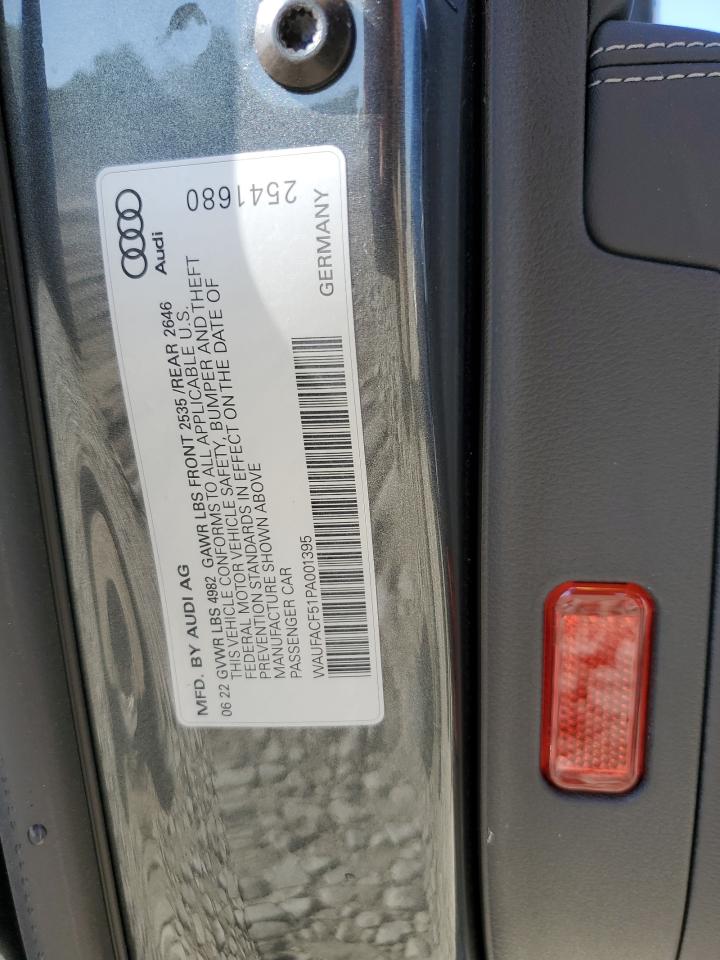 Audi
2541680
MFD. BY AUDI AG
06 22 GVWR LBS 4982 GAWR LBS FRONT 2535 /REAR 2646
THIS VEHICLE CONFORMS TO ALL APPLICABLE U.S.
FEDERAL MOTOR VEHICLE SAFETY, BUMPER AND THEFT
PREVENTION STANDARDS IN EFFECT ON THE DATE OF
MANUFACTURE SHOWN ABOVE
PASSENGER CAR
WAUFACF51PA001395
GERMANY